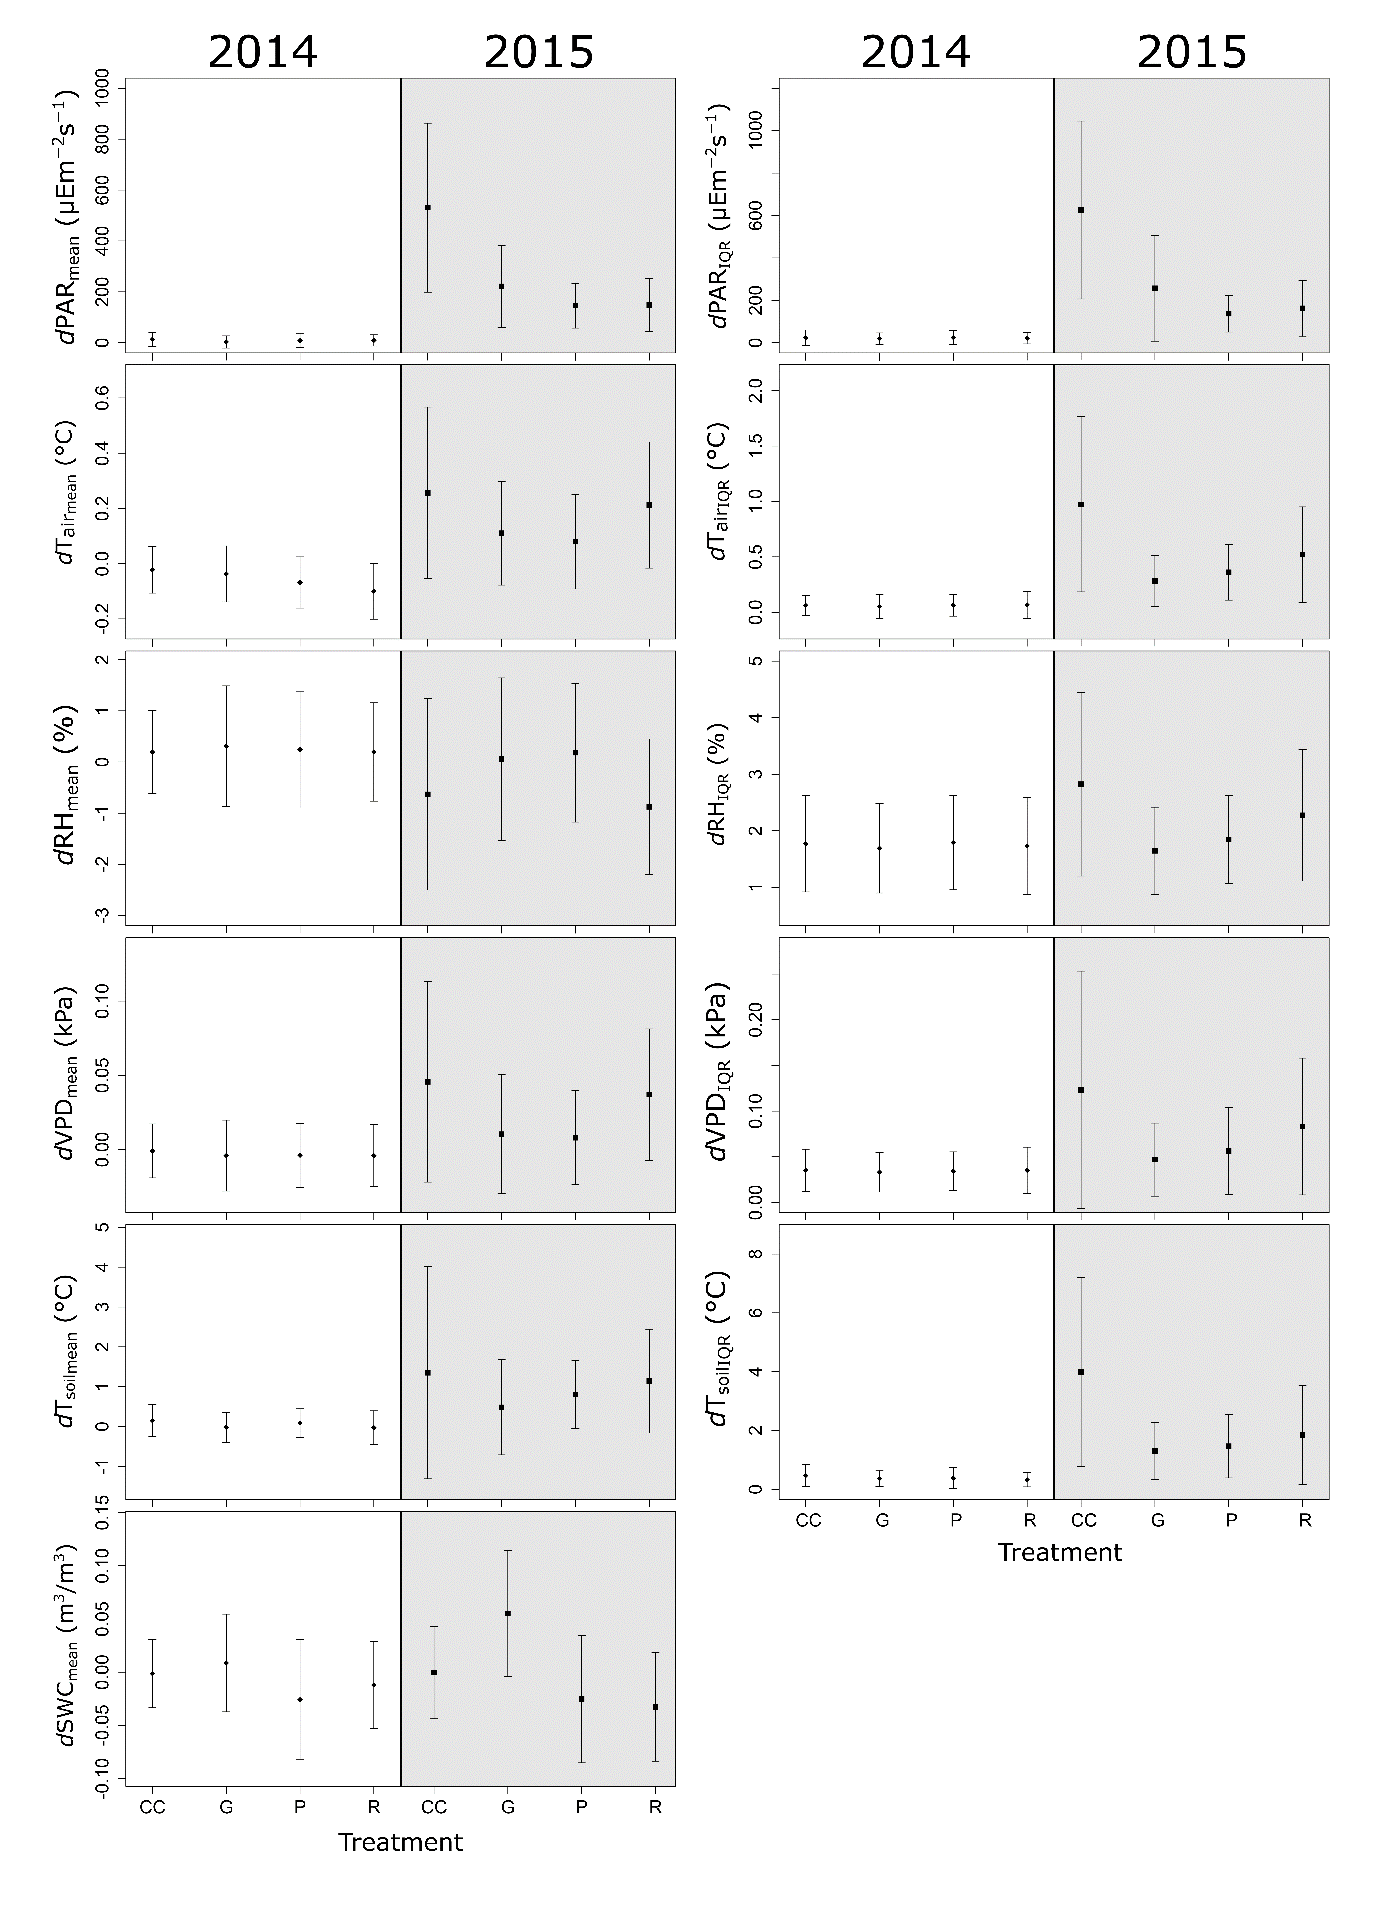 2014 2015
dPARmean (µEm−2s−1)
0 200 400 600 800 1000
dTairmean (°C)
-0.2 0.0 0.2 0.4 0.6
dRHmean (%)
-3 -2 -1 0 1 2
dVPDmean (kPa)
0.00 0.05 0.10
dTsoilmean (°C)
-1 0 1 2 3 4 5
dSWCmean (m3/m3)
-0.10 -0.05 0.00 0.05 0.10 0.15
CC G P R CC G P R
Treatment
2014 2015
dPARIQR (µEm−2s−1)
0 200 600 1000
dTairIQR (°C)
0.0 0.5 1.0 1.5 2.0
dRHIQR (%)
1 2 3 4 5
dVPDIQR (kPa)
0.00 0.10 0.20
dTsoilIQR (°C)
0 2 4 6 8
CC G P R CC G P R
Treatment